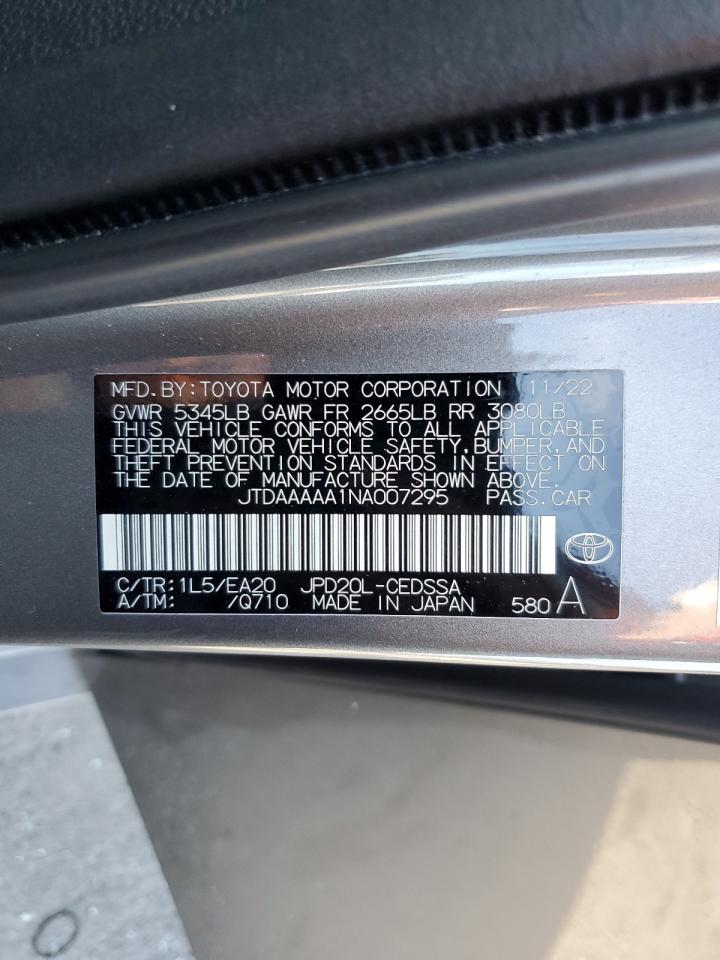 MFD.BY:TOYOTA MOTOR CORPORATION 11/22
GVWR 5345LB GAWR FR 2665LB RR 3080LB
THIS VEHICLE CONFORMS TO ALL APPLICABLE
FEDERAL MOTOR VEHICLE SAFETY,BUMPER,AND
THEFT PREVENTION STANDARDS IN EFFECT ON
THE DATE OF MANUFACTURE SHOWN ABOVE.
JTDAAAAA1NA007295 PASS.CAR
C/TR:1L5/EA20 JPD20L-CEDSSA
A/TM: /Q710 MADE IN JAPAN 580 A